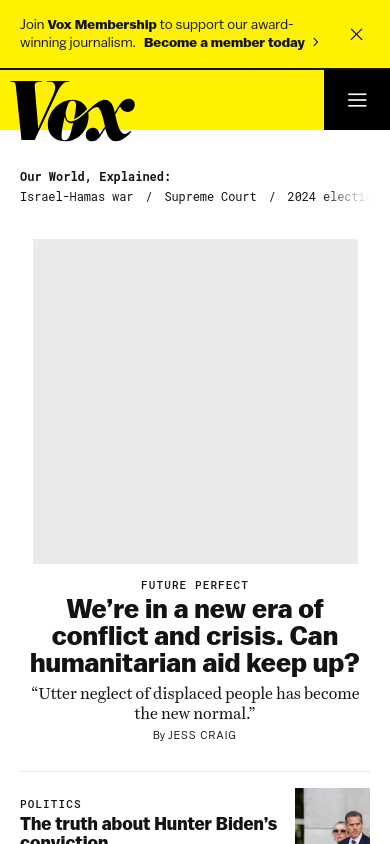 Join Vox Membership to support our award-
winning journalism. Become a member today
Vox
Our World, Explained:
Israel-Hamas war / Supreme Court / 2024 electi
FUTURE PERFECT
We’re in a new era of
conflict and crisis. Can
humanitarian aid keep up?
“Utter neglect of displaced people has become
the new normal.”
By JESS CRAIG
POLITICS
The truth about Hunter Biden’s
conviction